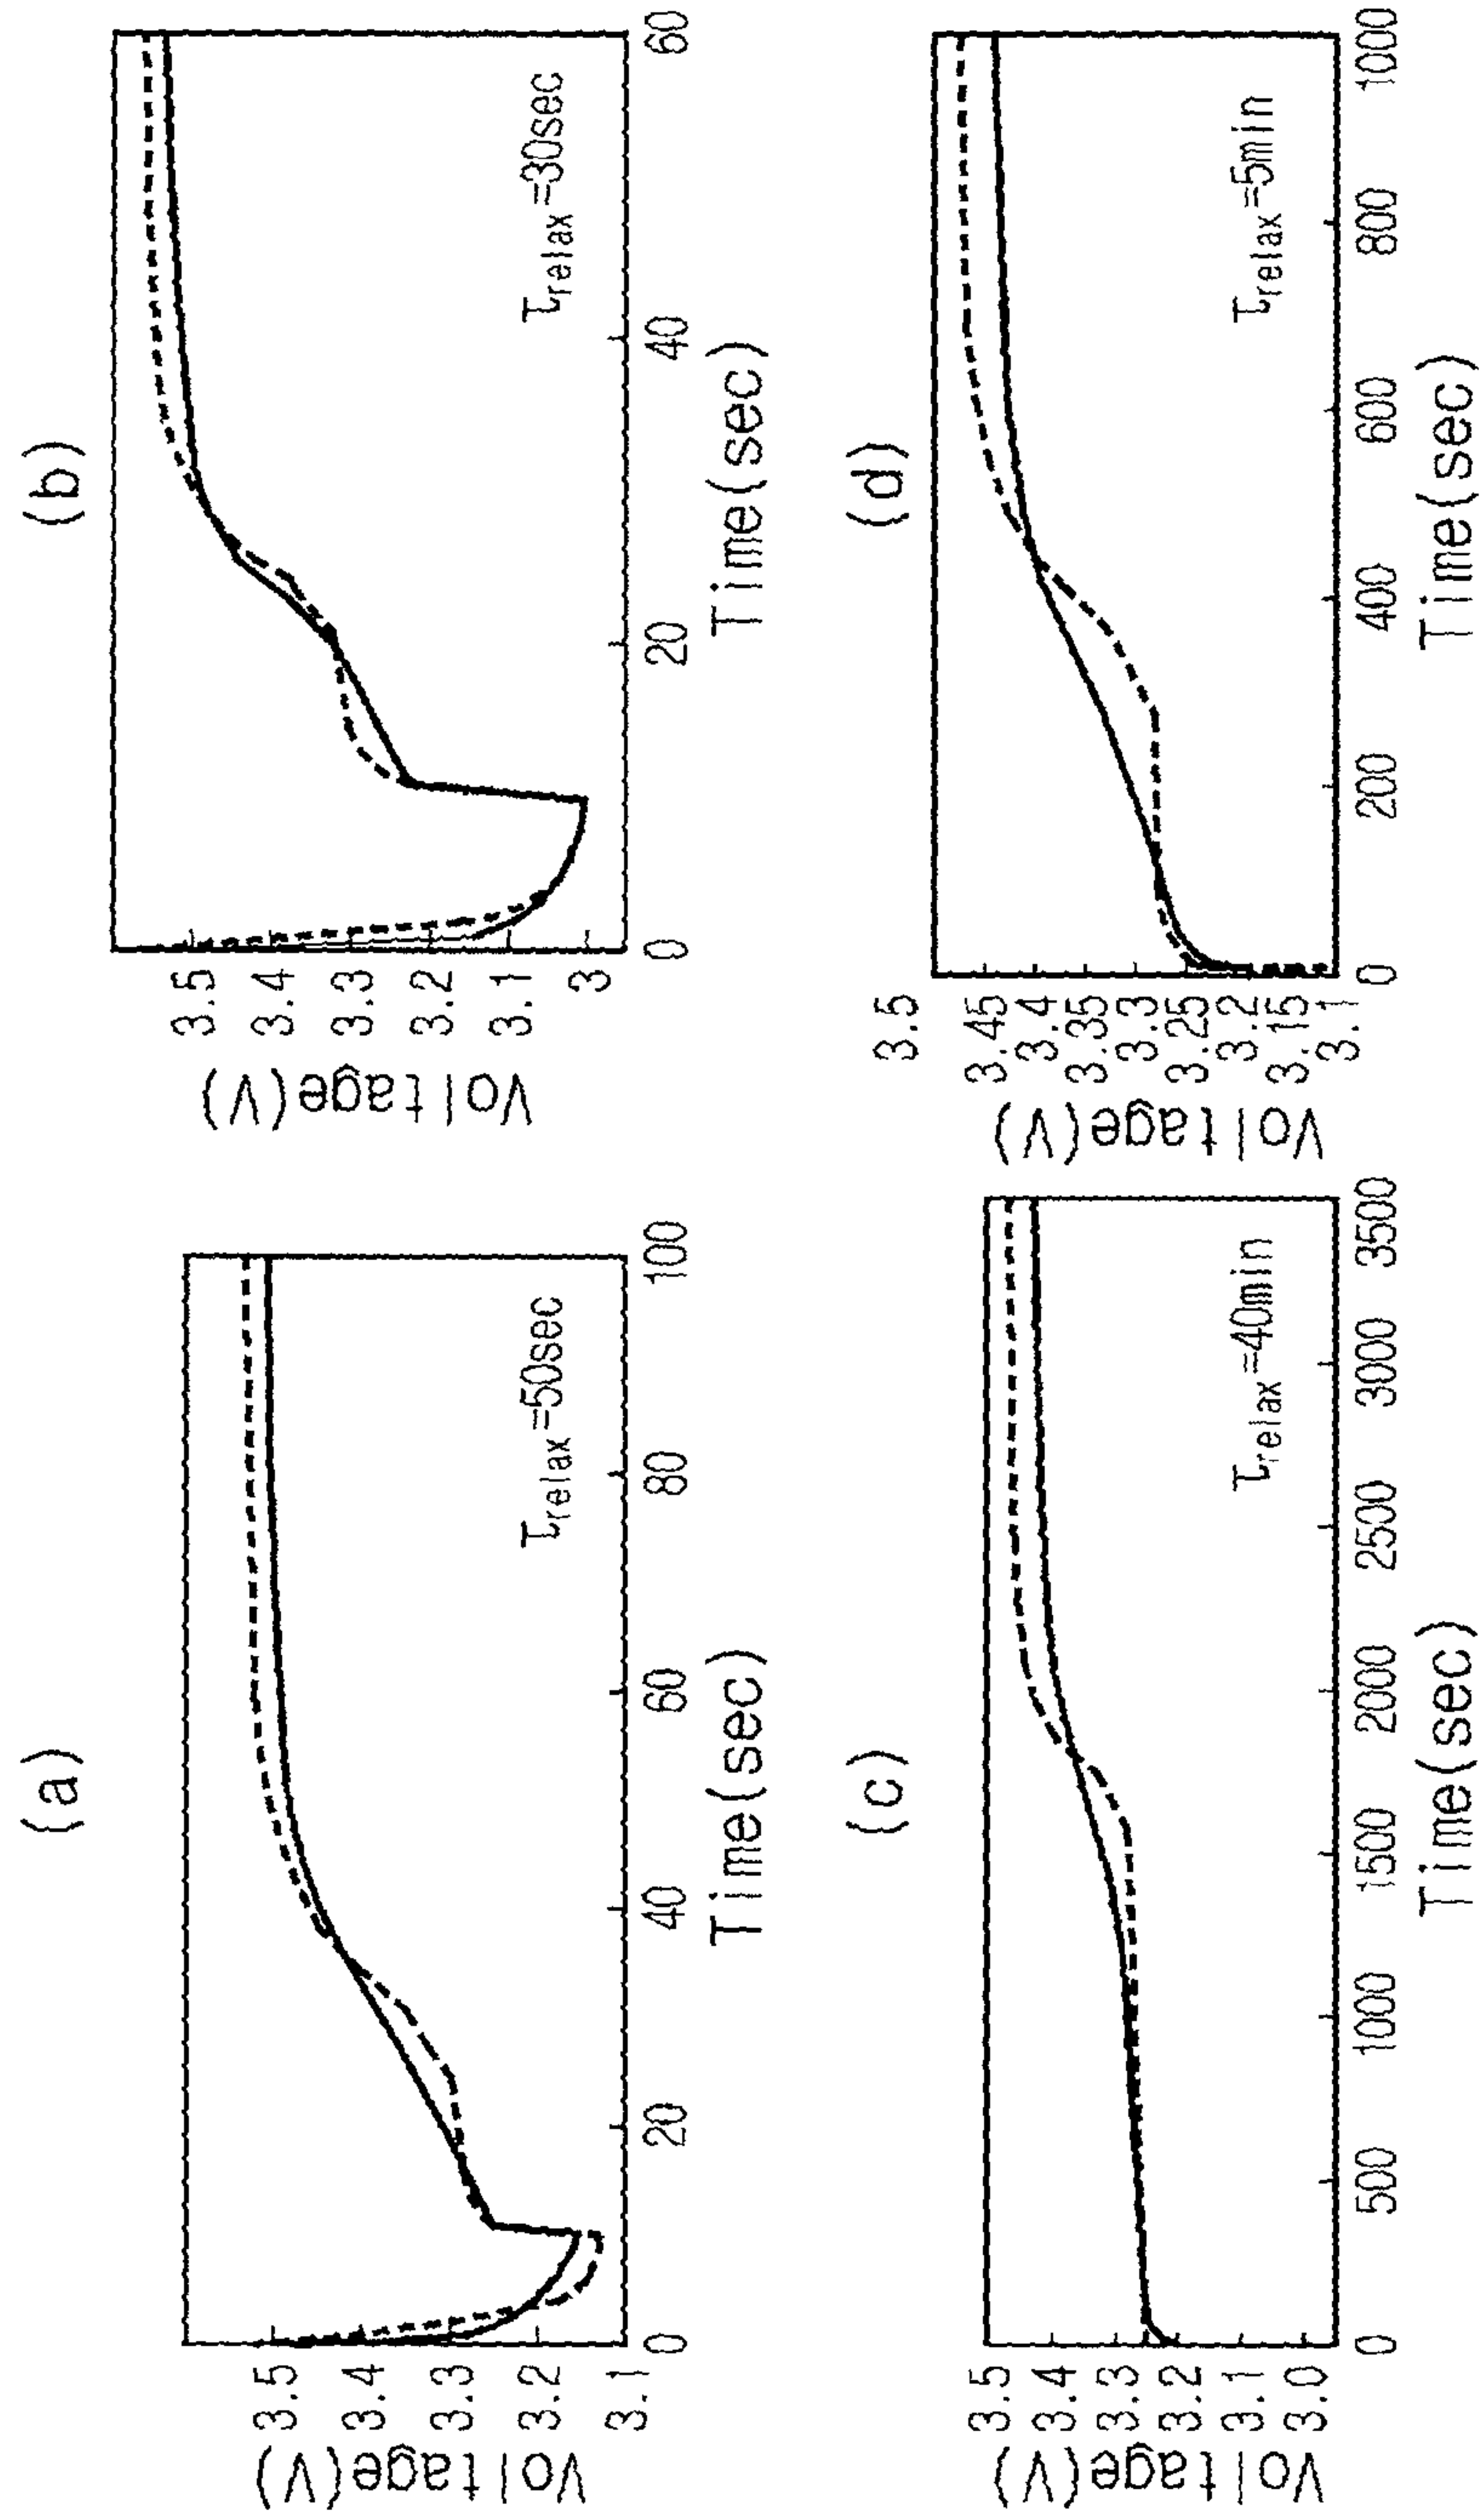 (a)
Voltage(V)
3.5
3.4
3.3
3.2
3.1
τrelax=50sec
0 20 40 60 80 100
Time(sec)
(b)
Voltage(V)
3.5
3.4
3.3
3.2
3.1
3
τrelax=30sec
0 20 40 60
Time(sec)
(c)
Voltage(V)
3.5
3.4
3.3
3.2
3.1
3.0
τrelax=40min
0 500 1000 1500 2000 2500 3000 3500
Time(sec)
(d)
Voltage(V)
3.5
3.45
3.4
3.35
3.3
3.25
3.2
3.15
3.1
τrelax=5min
0 200 400 600 800 1000
Time(sec)